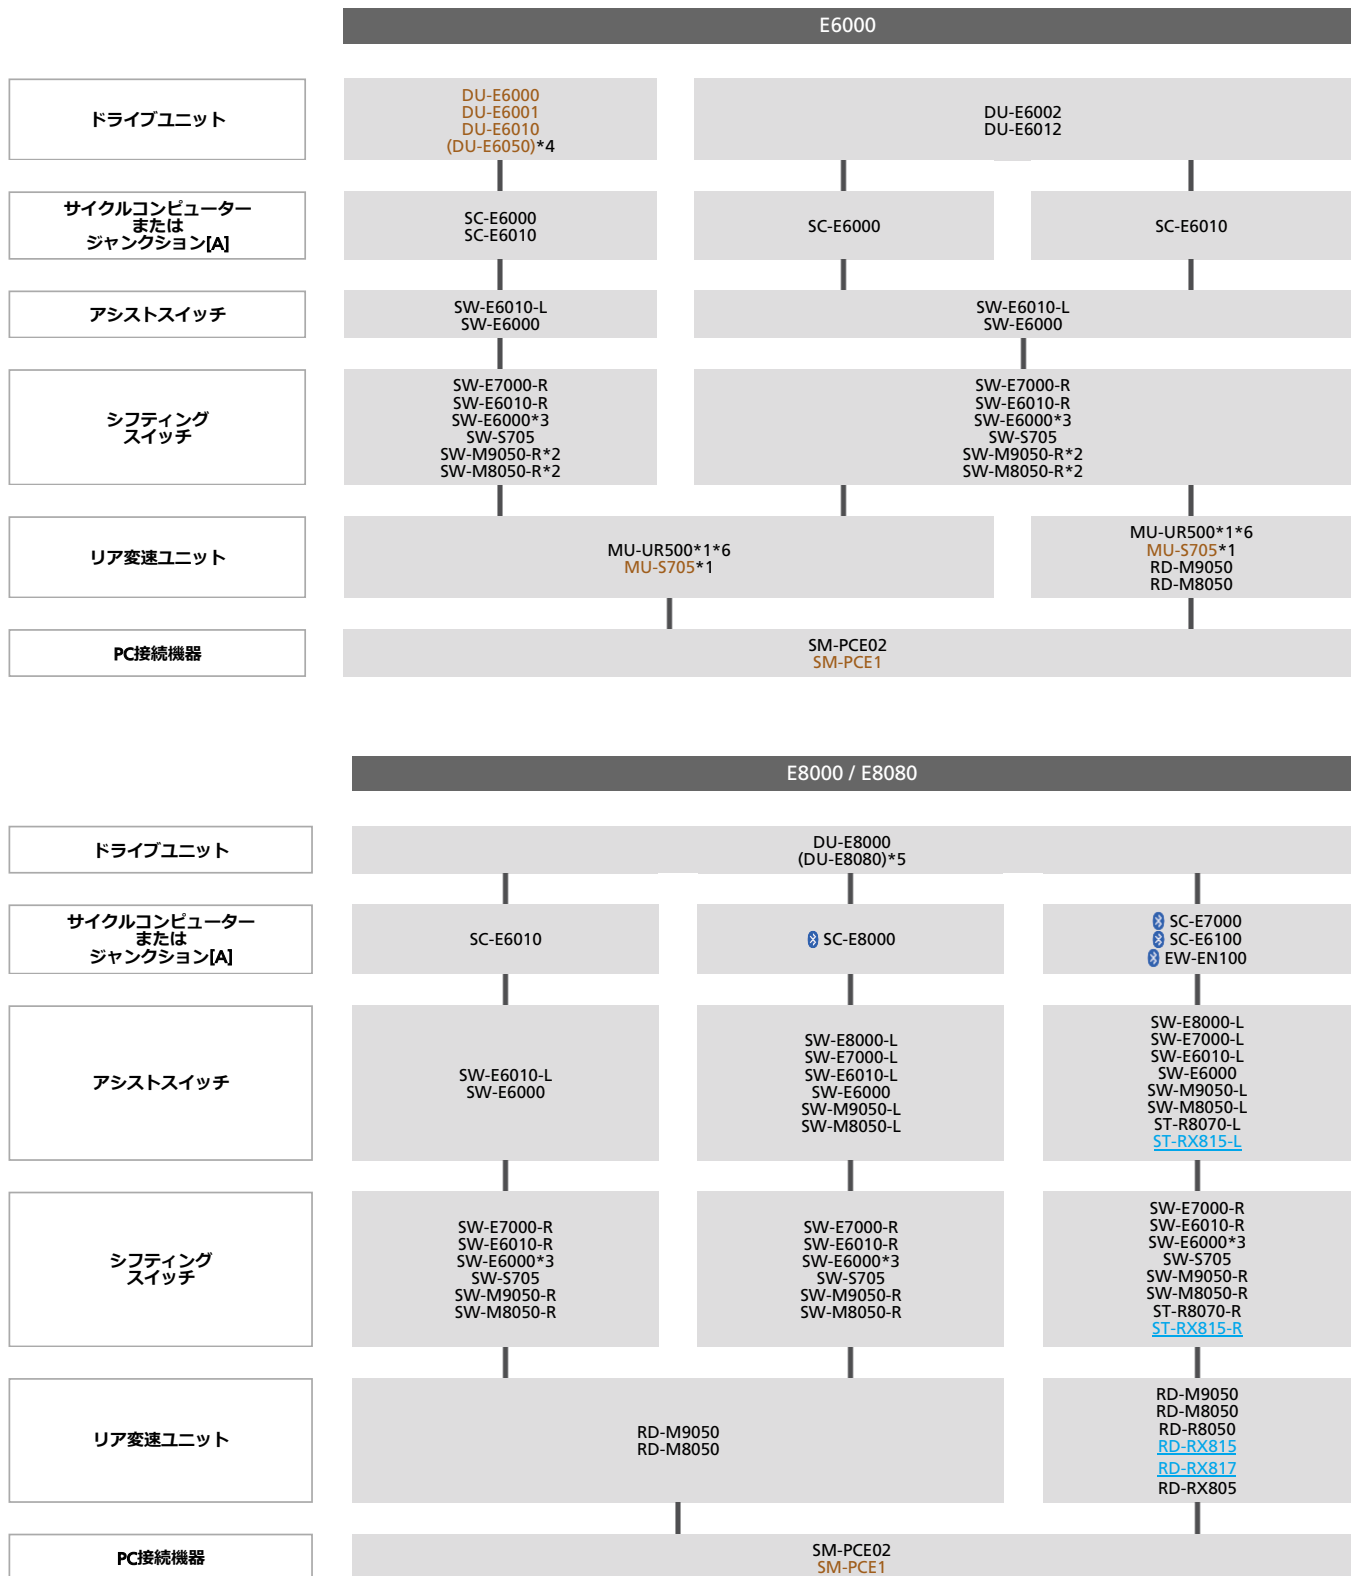 E6000
ドライブユニット
DU-E6000
DU-E6001
DU-E6010
(DU-E6050)*4
DU-E6002
DU-E6012
サイクルコンピューター
または
ジャンクション[A]
SC-E6000
SC-E6010
SC-E6000
SC-E6010
アシストスイッチ
SW-E6010-L
SW-E6000
SW-E6010-L
SW-E6000
シフティング
スイッチ
SW-E7000-R
SW-E6010-R
SW-E6000*3
SW-S705
SW-M9050-R*2
SW-M8050-R*2
SW-E7000-R
SW-E6010-R
SW-E6000*3
SW-S705
SW-M9050-R*2
SW-M8050-R*2
リア変速ユニット
MU-UR500*1*6
MU-S705*1
MU-UR500*1*6
MU-S705*1
RD-M9050
RD-M8050
PC接続機器
SM-PCE02
SM-PCE1
E8000 / E8080
ドライブユニット
DU-E8000
(DU-E8080)*5
サイクルコンピューター
または
ジャンクション[A]
SC-E6010
SC-E8000
SC-E7000
SC-E6100
EW-EN100
アシストスイッチ
SW-E6010-L
SW-E6000
SW-E8000-L
SW-E7000-L
SW-E6010-L
SW-E6000
SW-M9050-L
SW-M8050-L
SW-E8000-L
SW-E7000-L
SW-E6010-L
SW-E6000
SW-M9050-L
SW-M8050-L
ST-R8070-L
ST-RX815-L
シフティング
スイッチ
SW-E7000-R
SW-E6010-R
SW-E6000*3
SW-S705
SW-M9050-R
SW-M8050-R
SW-E7000-R
SW-E6010-R
SW-E6000*3
SW-S705
SW-M9050-R
SW-M8050-R
SW-E7000-R
SW-E6010-R
SW-E6000*3
SW-S705
SW-M9050-R
SW-M8050-R
ST-R8070-R
ST-RX815-R
リア変速ユニット
RD-M9050
RD-M8050
RD-M9050
RD-M8050
RD-R8050
RD-RX815
RD-RX817
RD-RX805
PC接続機器
SM-PCE02
SM-PCE1